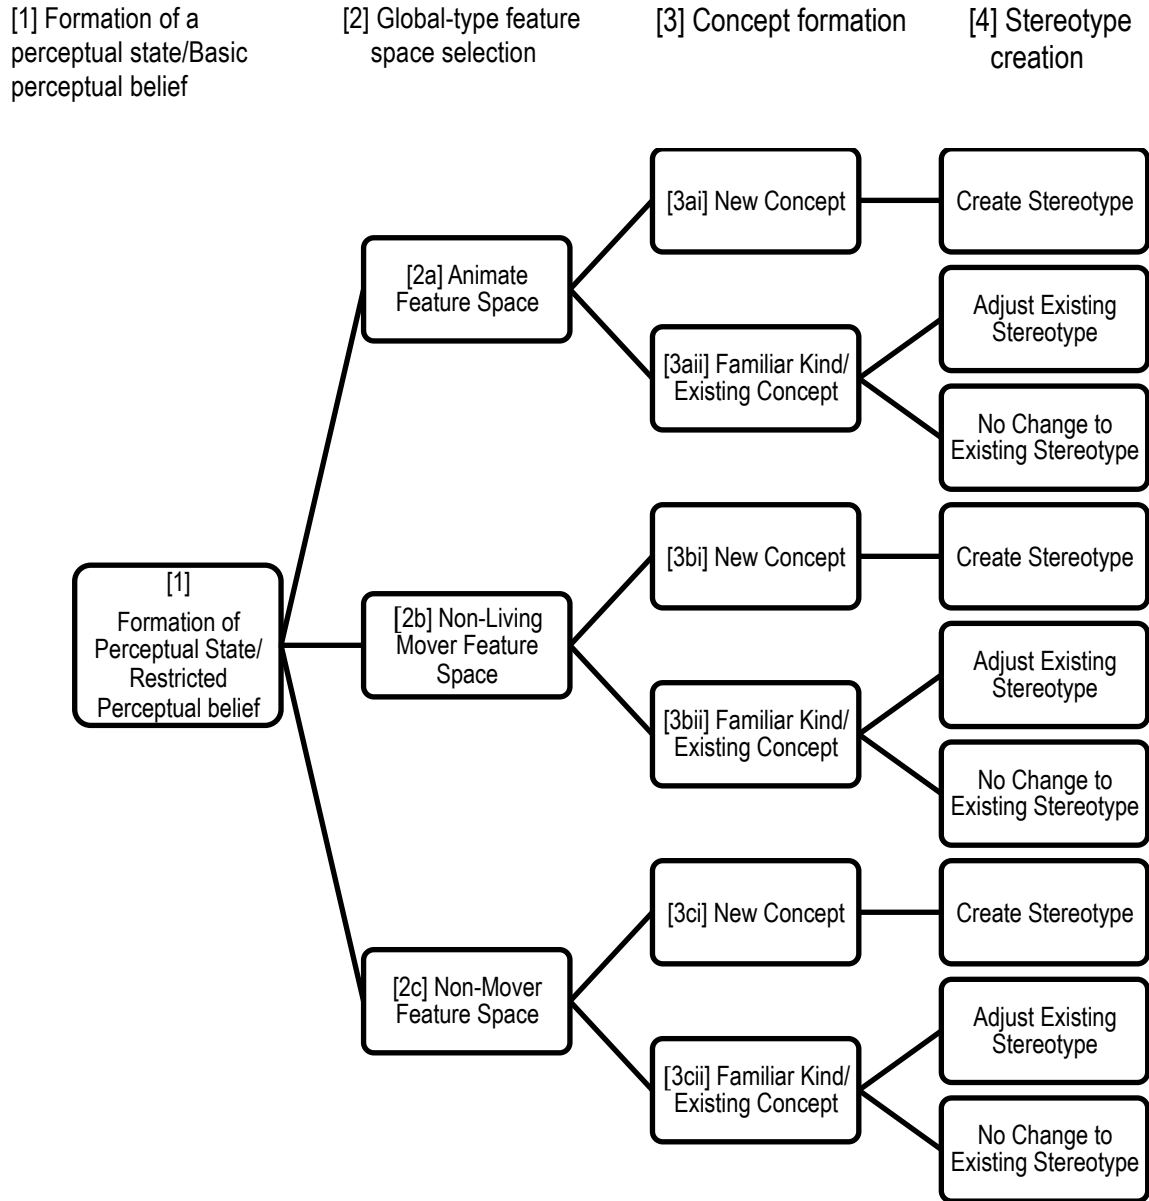 [1] Formation of a
perceptual state/Basic
perceptual belief
[2] Global-type feature
space selection
[3] Concept formation
[4] Stereotype
creation
[1]
Formation of
Perceptual State/
Restricted
Perceptual belief
[2a] Animate
Feature Space
[3ai] New Concept
Create Stereotype
[3aii] Familiar Kind/
Existing Concept
Adjust Existing
Stereotype
No Change to
Existing Stereotype
[2b] Non-Living
Mover Feature
Space
[3bi] New Concept
Create Stereotype
[3bii] Familiar Kind/
Existing Concept
Adjust Existing
Stereotype
No Change to
Existing Stereotype
[2c] Non-Mover
Feature Space
[3ci] New Concept
Create Stereotype
[3cii] Familiar Kind/
Existing Concept
Adjust Existing
Stereotype
No Change to
Existing Stereotype